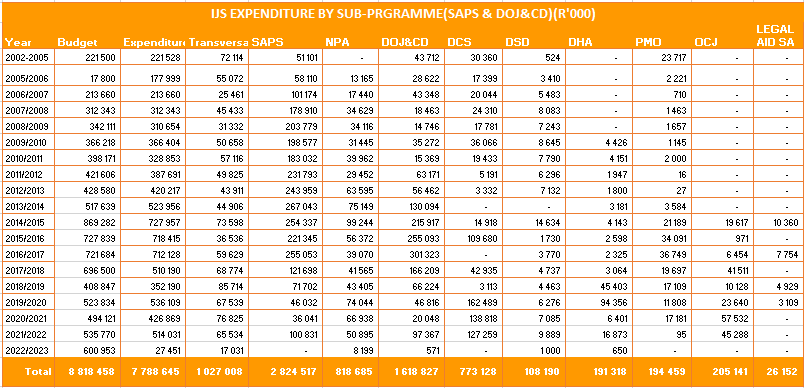 IJS EXPENDITURE BY SUB-PRGRAMME(SAPS & DOJ&CD)(R'000)
Year Budget Expenditure Transversa SAPS NPA DOJ&CD DCS DSD DHA PMO OCJ LEGAL AID SA
2002-2005 221 500 221 528 72 114 51 101 - 43 712 30 360 524 - 23 717 - -
2005/2006 17 800 177 999 55 072 58 110 13 165 28 622 17 399 3 410 - 2 221 - -
2006/2007 213 660 213 660 25 461 101 174 17 440 43 348 20 044 5 483 - 710 - -
2007/2008 312 343 312 343 45 433 178 910 34 629 18 463 24 310 8 083 - 1 463 - -
2008/2009 342 111 310 654 31 332 203 779 34 116 14 746 17 781 7 243 - 1 657 - -
2009/2010 366 218 366 404 50 658 198 577 31 445 35 272 36 066 8 645 4 426 1 145 - -
2010/2011 398 171 328 853 57 116 183 032 39 962 15 369 19 433 7 790 4 151 2 000 - -
2011/2012 421 606 387 691 49 825 231 793 29 452 63 171 5 191 6 296 1 947 16 - -
2012/2013 428 580 420 217 43 911 243 959 63 595 56 462 3 332 7 132 1 800 27 - -
2013/2014 517 639 523 956 44 906 267 043 75 149 130 094 - - 3 181 3 584 - -
2014/2015 869 282 727 957 73 598 254 337 99 244 215 917 14 918 14 634 4 143 21 189 19 617 10 360
2015/2016 727 839 718 415 36 536 221 345 56 372 255 093 109 680 1 730 2 598 34 091 971 -
2016/2017 721 684 712 128 59 629 255 053 39 070 301 323 - 3 770 2 325 36 749 6 454 7 754
2017/2018 696 500 510 190 68 774 121 698 41 565 166 209 42 935 4 737 3 064 19 697 41 511 -
2018/2019 408 847 352 190 85 714 71 702 43 405 66 224 3 113 4 463 45 403 17 109 10 128 4 929
2019/2020 523 834 536 109 67 539 46 032 74 044 46 816 162 489 6 276 94 356 11 808 23 640 3 109
2020/2021 494 121 426 869 76 825 36 041 66 938 20 048 138 818 7 085 6 401 17 181 57 532 -
2021/2022 535 770 514 031 65 534 100 831 50 895 97 367 127 259 9 889 16 873 95 45 288 -
2022/2023 600 953 27 451 17 031 - 8 199 571 - 1 000 650 - - -
Total 8 818 458 7 788 645 1 027 008 2 824 517 818 685 1 618 827 773 128 108 190 191 318 194 459 205 141 26 152